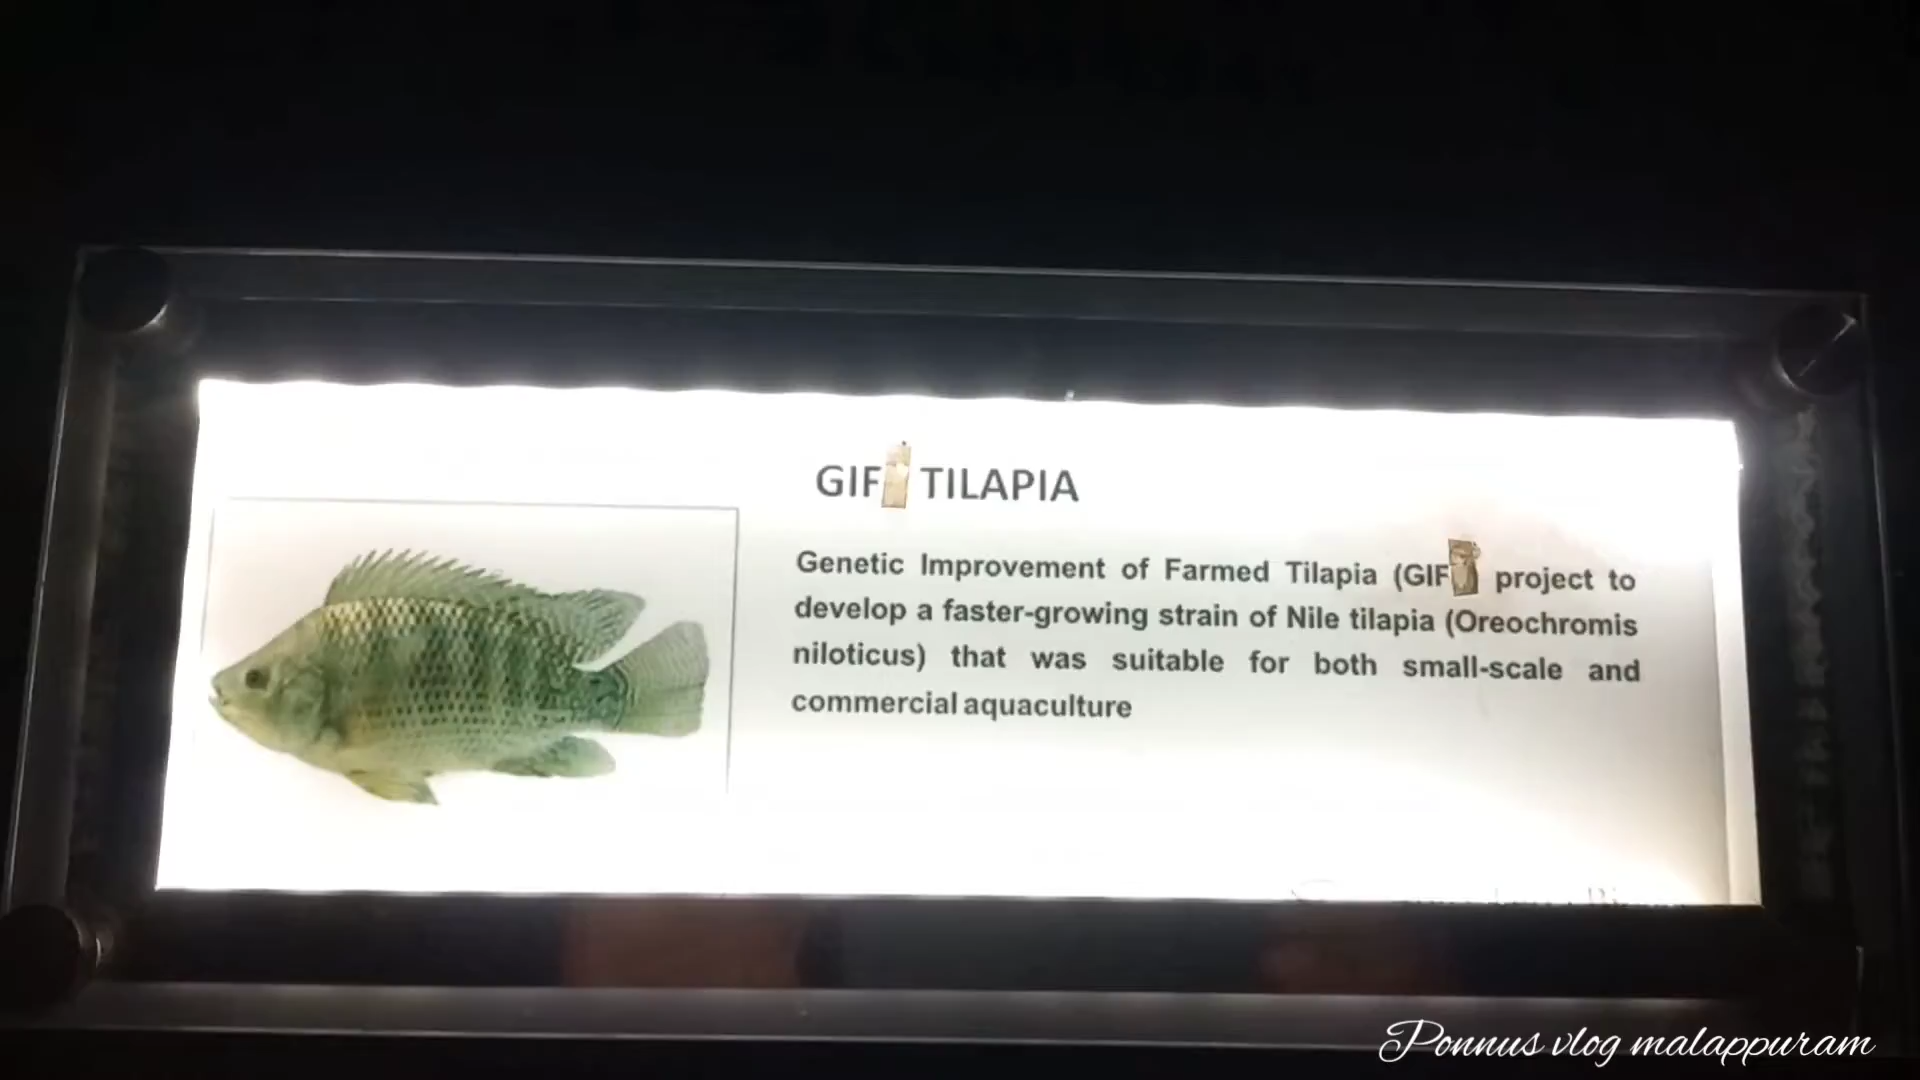 GIF TILAPIA
Genetic Improvement of Farmed Tilapia (GIF project to
develop a faster-growing strain of Nile tilapia (Oreochromis
niloticus) that was suitable for both small-scale and
commercial aquaculture
Ponnus vlog malappuram